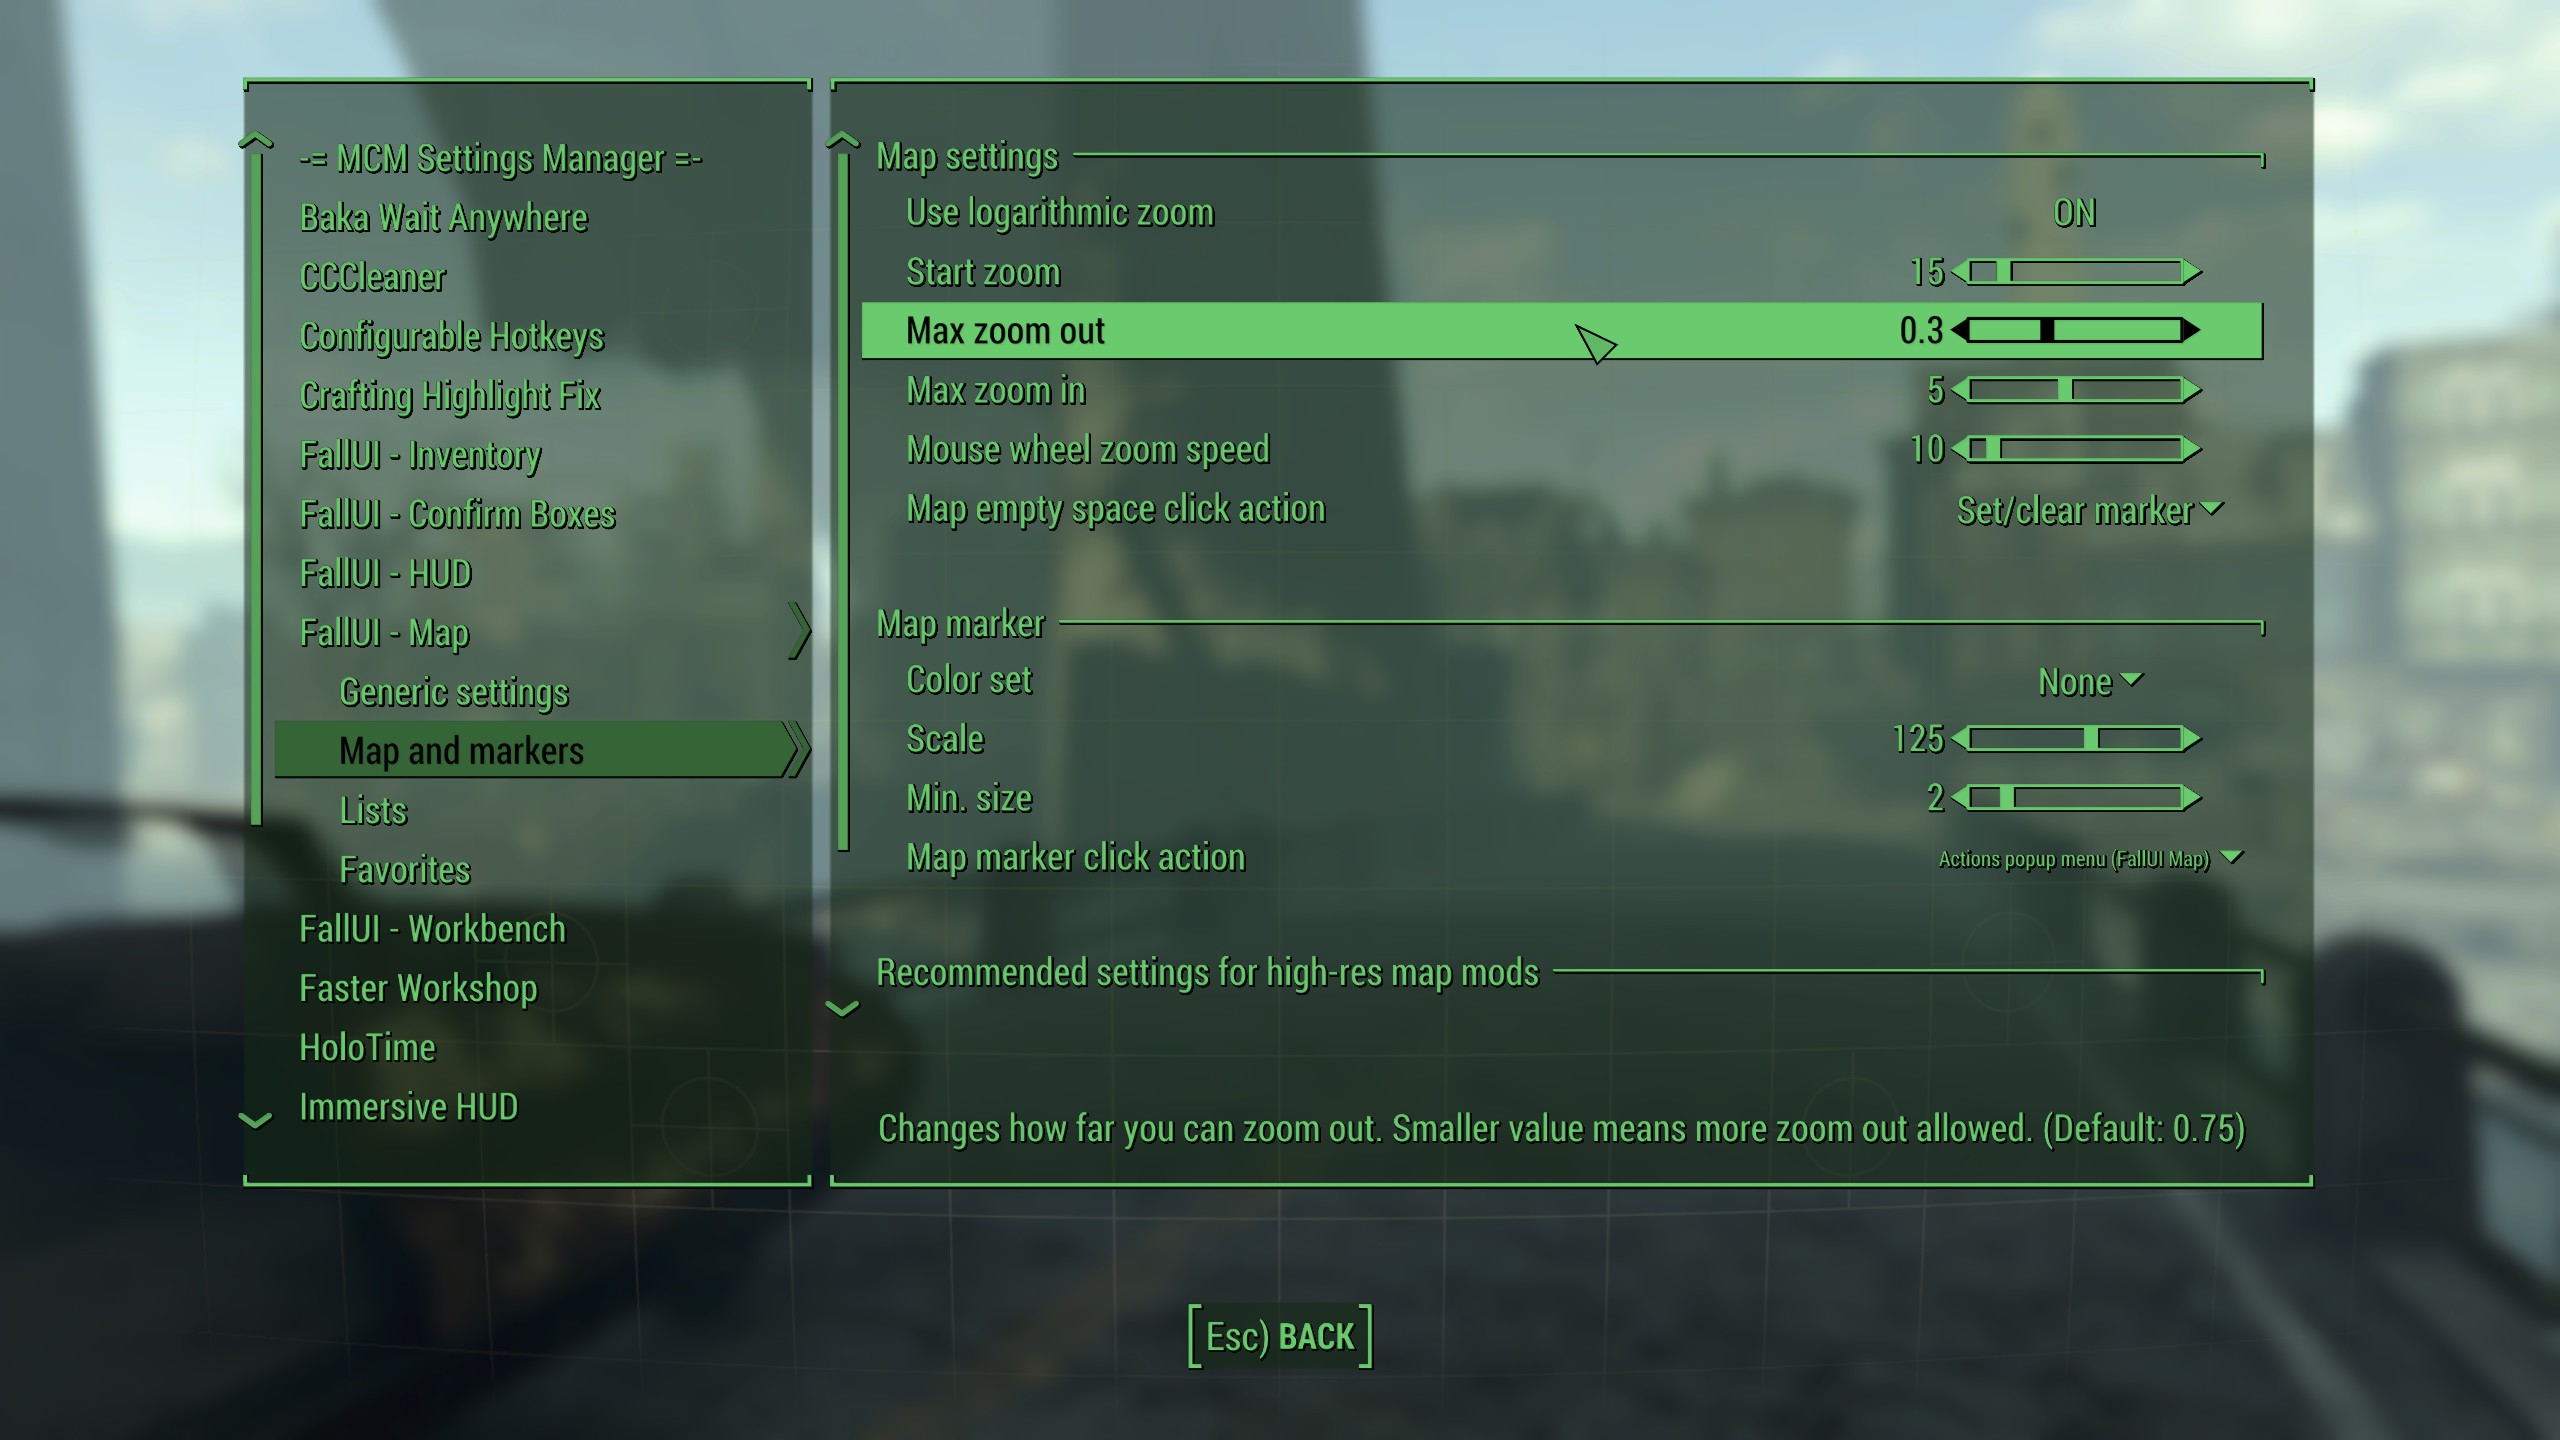 -= MCM Settings Manager =-
Baka Wait Anywhere
CCCleaner
Configurable Hotkeys
Crafting Highlight Fix
FallUI - Inventory
FallUI - Confirm Boxes
FallUI - HUD
FallUI - Map
Generic settings
Map and markers
Lists
Favorites
FallUI - Workbench
Faster Workshop
HoloTime
Immersive HUD
Map settings
Use logarithmic zoom ON
Start zoom 15
Max zoom out 0.3
Max zoom in 5
Mouse wheel zoom speed 10
Map empty space click action Set/clear marker
Map marker
Color set None
Scale 125
Min. size 2
Map marker click action Actions popup menu (FallUI Map)
Recommended settings for high-res map mods
Changes how far you can zoom out. Smaller value means more zoom out allowed. (Default: 0.75)
Esc) BACK